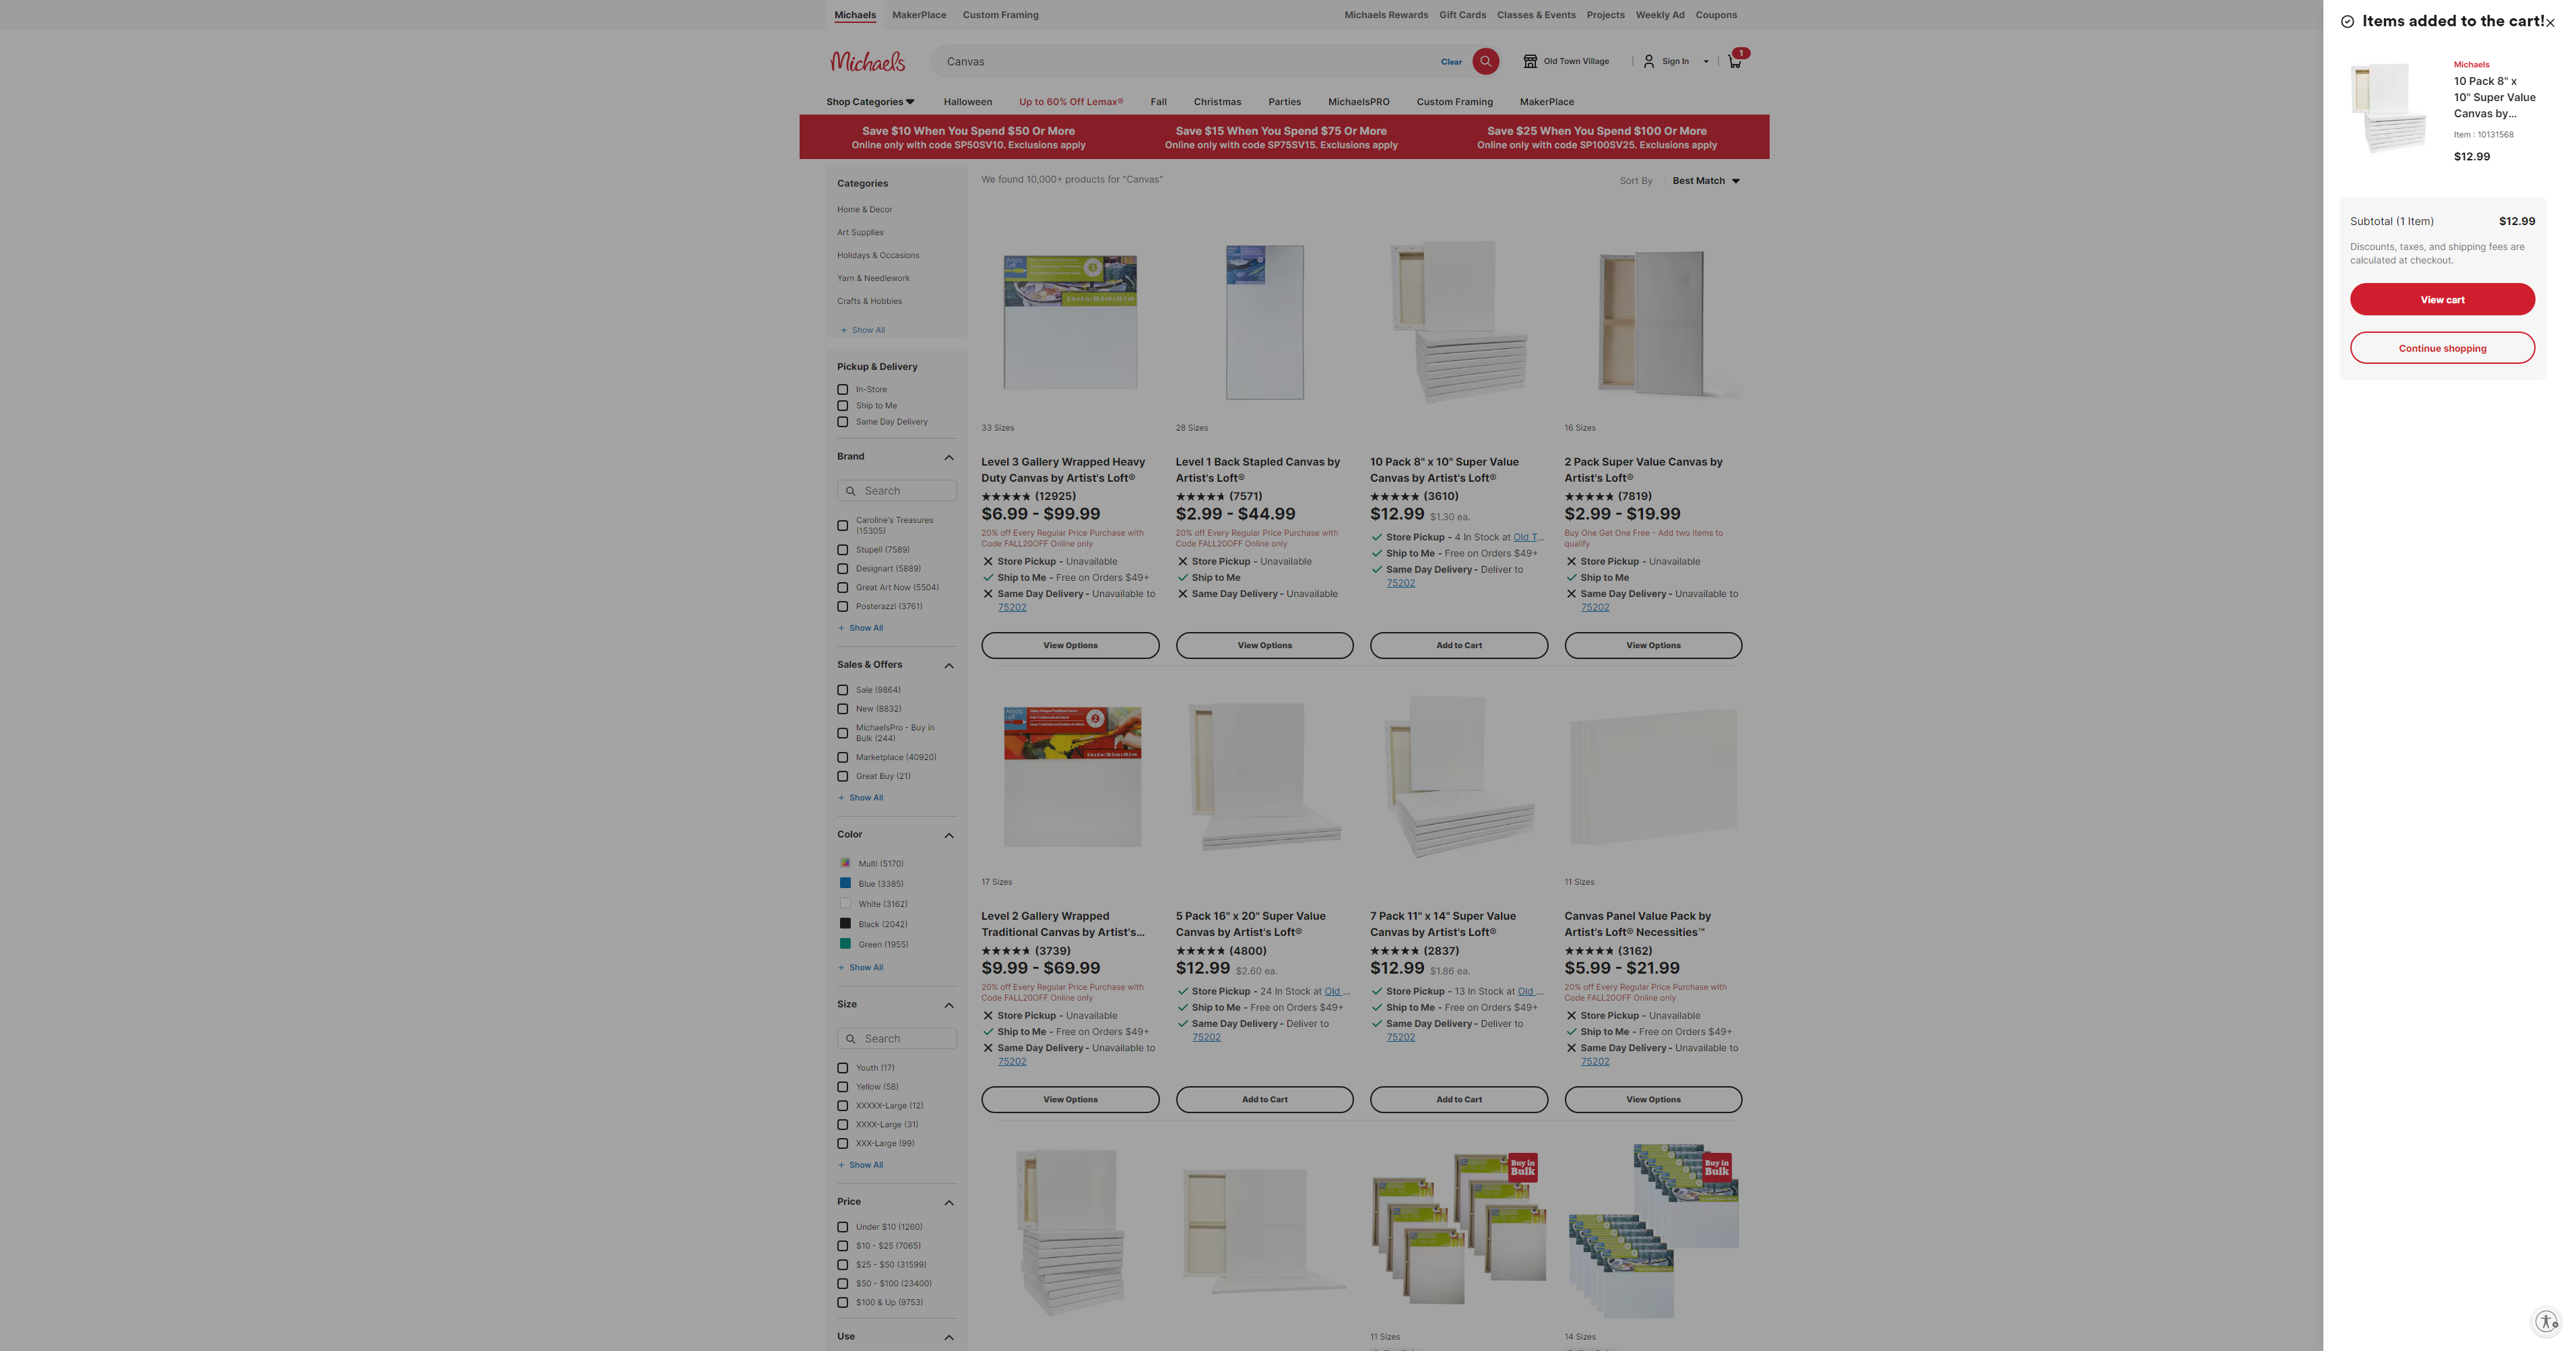 Michaels
MakerPlace
Custom Framing
Michaels Rewards
Gift Cards
Classes & Events
Projects
Weekly Ad
Coupons
Michaels
Canvas
Clear
Old Town Village
Sign In
1
Shop Categories
Halloween
Up to 60% Off Lemax®
Fall
Christmas
Parties
MichaelsPRO
Custom Framing
MakerPlace
Save $10 When You Spend $50 Or More
Online only with code SP50SV10. Exclusions apply
Save $15 When You Spend $75 Or More
Online only with code SP75SV15. Exclusions apply
Save $25 When You Spend $100 Or More
Online only with code SP100SV25. Exclusions apply
Categories
Home & Decor
Art Supplies
Holidays & Occasions
Yarn & Needlework
Crafts & Hobbies
+ Show All
Pickup & Delivery
In-Store
Ship to Me
Same Day Delivery
Brand
Search
Caroline's Treasures
(15305)
Stupell (7589)
Designart (5889)
Great Art Now (5504)
Posterazzi (3761)
+ Show All
Sales & Offers
Sale (9864)
New (8832)
MichaelsPro - Buy in
Bulk (244)
Marketplace (40920)
Great Buy (21)
+ Show All
Color
Multi (5170)
Blue (3385)
White (3162)
Black (2042)
Green (1955)
+ Show All
Size
Search
Youth (17)
Yellow (58)
XXXXX-Large (12)
XXXX-Large (31)
XXX-Large (99)
+ Show All
Price
Under $10 (1260)
$10 - $25 (7065)
$25 - $50 (31599)
$50 - $100 (23400)
$100 & Up (9753)
Use
We found 10,000+ products for "Canvas"
Sort By
Best Match
33 Sizes
Level 3 Gallery Wrapped Heavy
Duty Canvas by Artist's Loft®
(12925)
$6.99 - $99.99
20% off Every Regular Price Purchase with
Code FALL20OFF Online only
Store Pickup - Unavailable
Ship to Me - Free on Orders $49+
Same Day Delivery - Unavailable to
75202
View Options
28 Sizes
Level 1 Back Stapled Canvas by
Artist's Loft®
(7571)
$2.99 - $44.99
20% off Every Regular Price Purchase with
Code FALL20OFF Online only
Store Pickup - Unavailable
Ship to Me
Same Day Delivery - Unavailable
View Options
10 Pack 8" x 10" Super Value
Canvas by Artist's Loft®
(3610)
$12.99 $1.30 ea.
Store Pickup - 4 In Stock at Old T...
Ship to Me - Free on Orders $49+
Same Day Delivery - Deliver to
75202
Add to Cart
16 Sizes
2 Pack Super Value Canvas by
Artist's Loft®
(7819)
$2.99 - $19.99
Buy One Get One Free - Add two items to
qualify
Store Pickup - Unavailable
Ship to Me
Same Day Delivery - Unavailable to
75202
View Options
17 Sizes
Level 2 Gallery Wrapped
Traditional Canvas by Artist's...
(3739)
$9.99 - $69.99
20% off Every Regular Price Purchase with
Code FALL20OFF Online only
Store Pickup - Unavailable
Ship to Me - Free on Orders $49+
Same Day Delivery - Unavailable to
75202
View Options
5 Pack 16" x 20" Super Value
Canvas by Artist's Loft®
(4800)
$12.99 $2.60 ea.
Store Pickup - 24 In Stock at Old ...
Ship to Me - Free on Orders $49+
Same Day Delivery - Deliver to
75202
Add to Cart
7 Pack 11" x 14" Super Value
Canvas by Artist's Loft®
(2837)
$12.99 $1.86 ea.
Store Pickup - 13 In Stock at Old ...
Ship to Me - Free on Orders $49+
Same Day Delivery - Deliver to
75202
Add to Cart
11 Sizes
Canvas Panel Value Pack by
Artist's Loft® Necessities™
(3162)
$5.99 - $21.99
20% off Every Regular Price Purchase with
Code FALL20OFF Online only
Store Pickup - Unavailable
Ship to Me - Free on Orders $49+
Same Day Delivery - Unavailable to
75202
View Options
Buy in
Bulk
11 Sizes
Buy in
Bulk
14 Sizes
Items added to the cart!
Michaels
10 Pack 8" x
10" Super Value
Canvas by...
Item : 10131568
$12.99
Subtotal (1 Item)
$12.99
Discounts, taxes, and shipping fees are
calculated at checkout.
View cart
Continue shopping